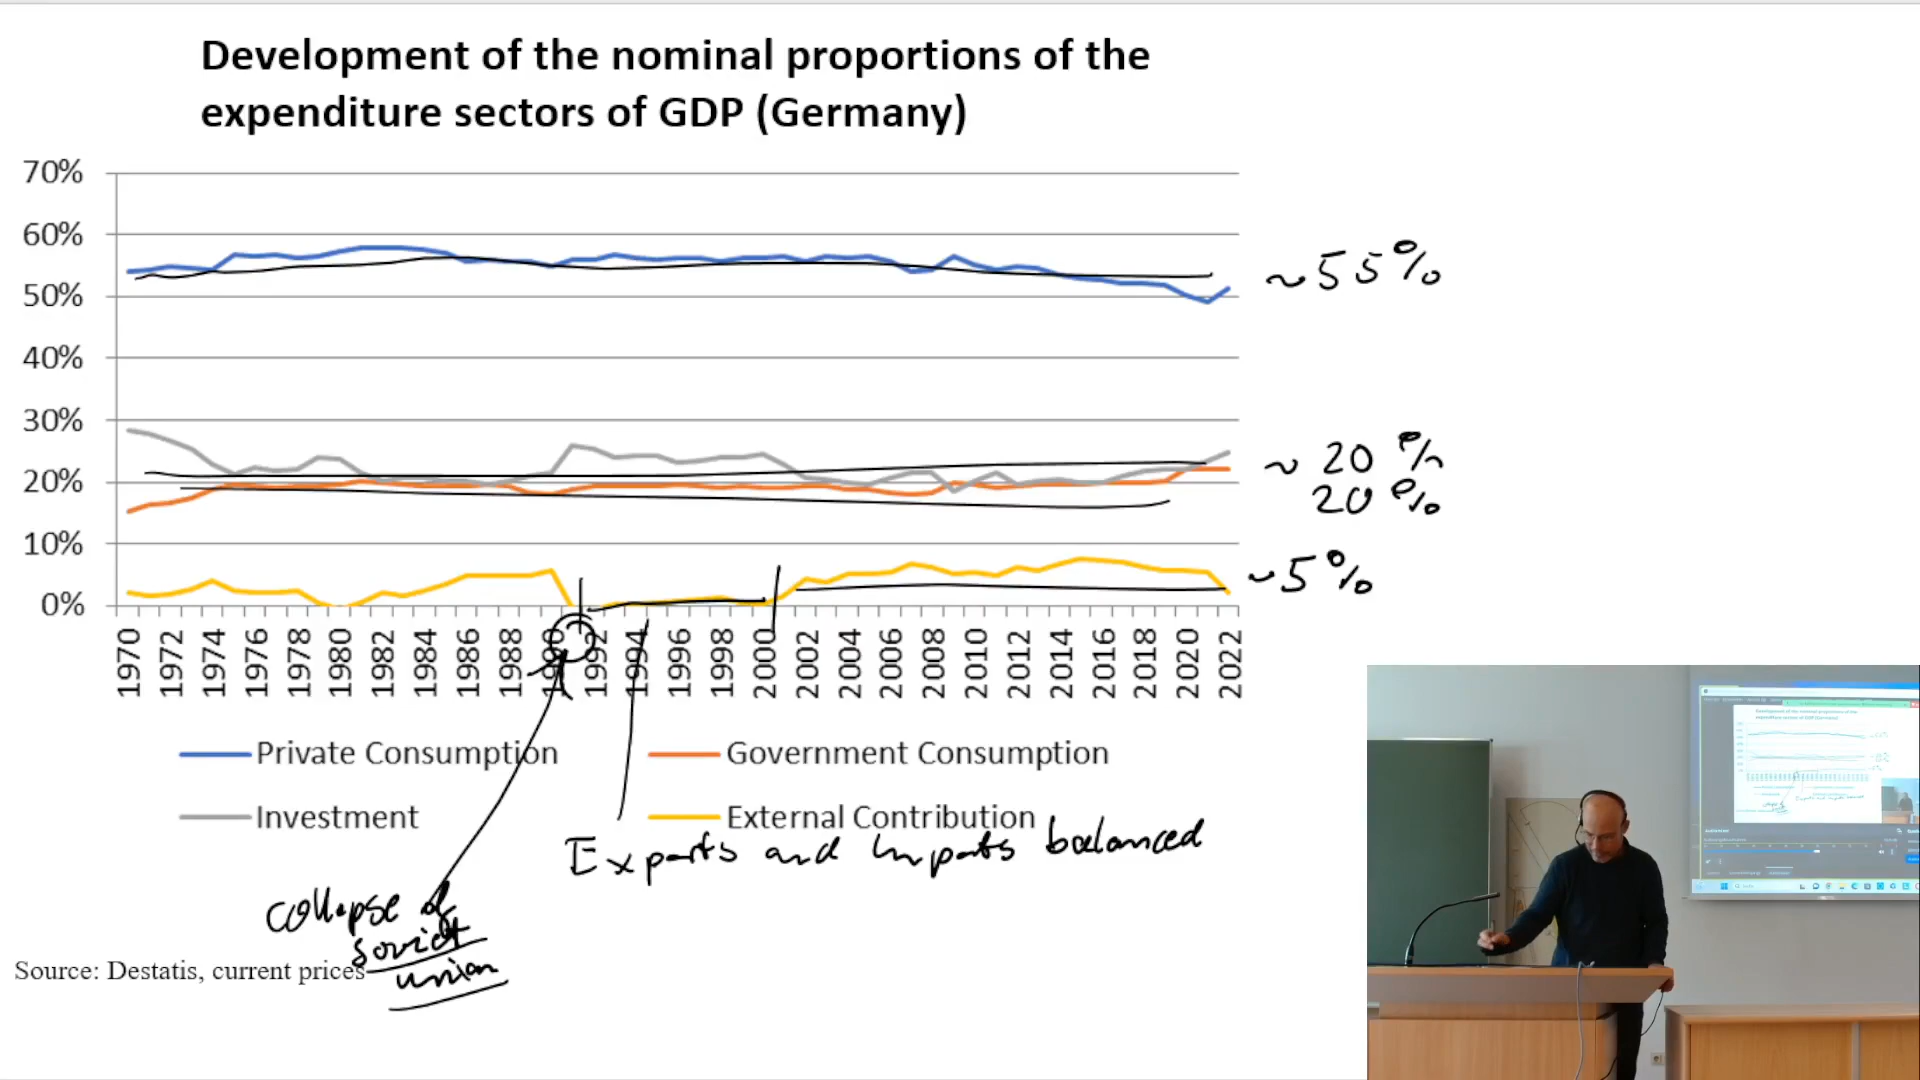 Development of the nominal proportions of the
expenditure sectors of GDP (Germany)
70%
60%
50%
40%
30%
20%
10%
0%
~55%
~ 20 %
20 %
~5%
1970 1972 1974 1976 1978 1980 1982 1984 1986 1988 1990 1992 1994 1996 1998 2000 2002 2004 2006 2008 2010 2012 2014 2016 2018 2020 2022
Private Consumption
Government Consumption
Investment
External Contribution
Exports and Imports balanced
collapse of
soviet
union
Source: Destatis, current prices